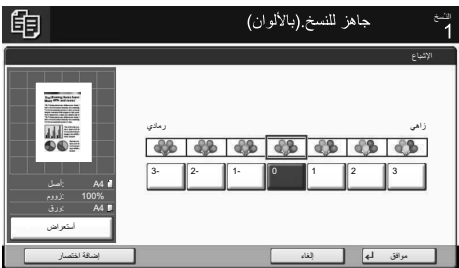 النسخ
1
جاهز للنسخ.(بالألوان)
الإشباع
زاهي
رمادي
3-
2-
1-
0
1
2
3
أصل: A4
زووم: 100%
ورق: A4
أستعراض
إضافة اختصار
إلغاء
موافق